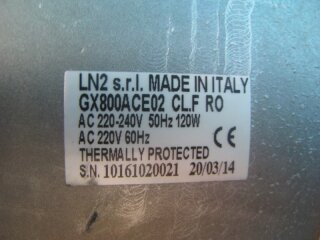 LN2 s.r.l. MADE IN ITALY
GX800ACE02 CL.F RO
AC 220-240V 50Hz 120W
AC 220V 60Hz
CE
THERMALLY PROTECTED
S.N. 10161020021 20/03/14